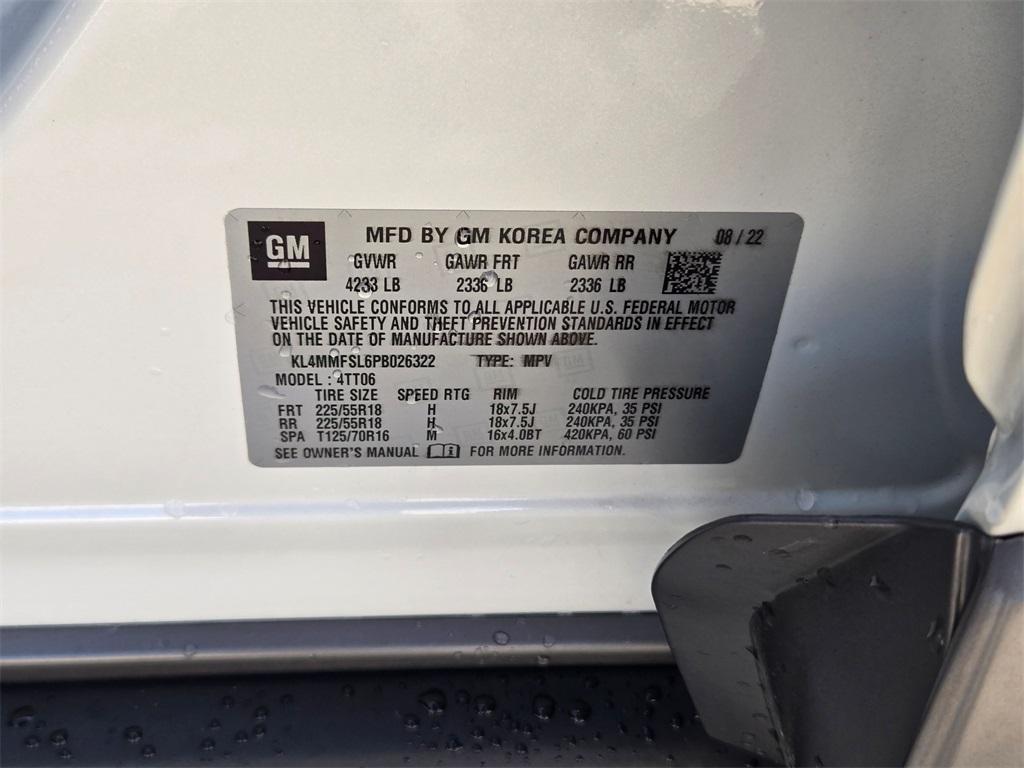 GM MFD BY GM KOREA COMPANY 08/22
GVWR GAWR FRT GAWR RR
4233 LB 2336 LB 2336 LB
THIS VEHICLE CONFORMS TO ALL APPLICABLE U.S. FEDERAL MOTOR
VEHICLE SAFETY AND THEFT PREVENTION STANDARDS IN EFFECT
ON THE DATE OF MANUFACTURE SHOWN ABOVE.
KL4MMFSL6PB026322 TYPE: MPV
MODEL : 4TT06
TIRE SIZE SPEED RTG RIM COLD TIRE PRESSURE
FRT 225/55R18 H 18x7.5J 240KPA, 35 PSI
RR 225/55R18 H 18x7.5J 240KPA, 35 PSI
SPA T125/70R16 M 16x4.0BT 420KPA, 60 PSI
SEE OWNER'S MANUAL FOR MORE INFORMATION.